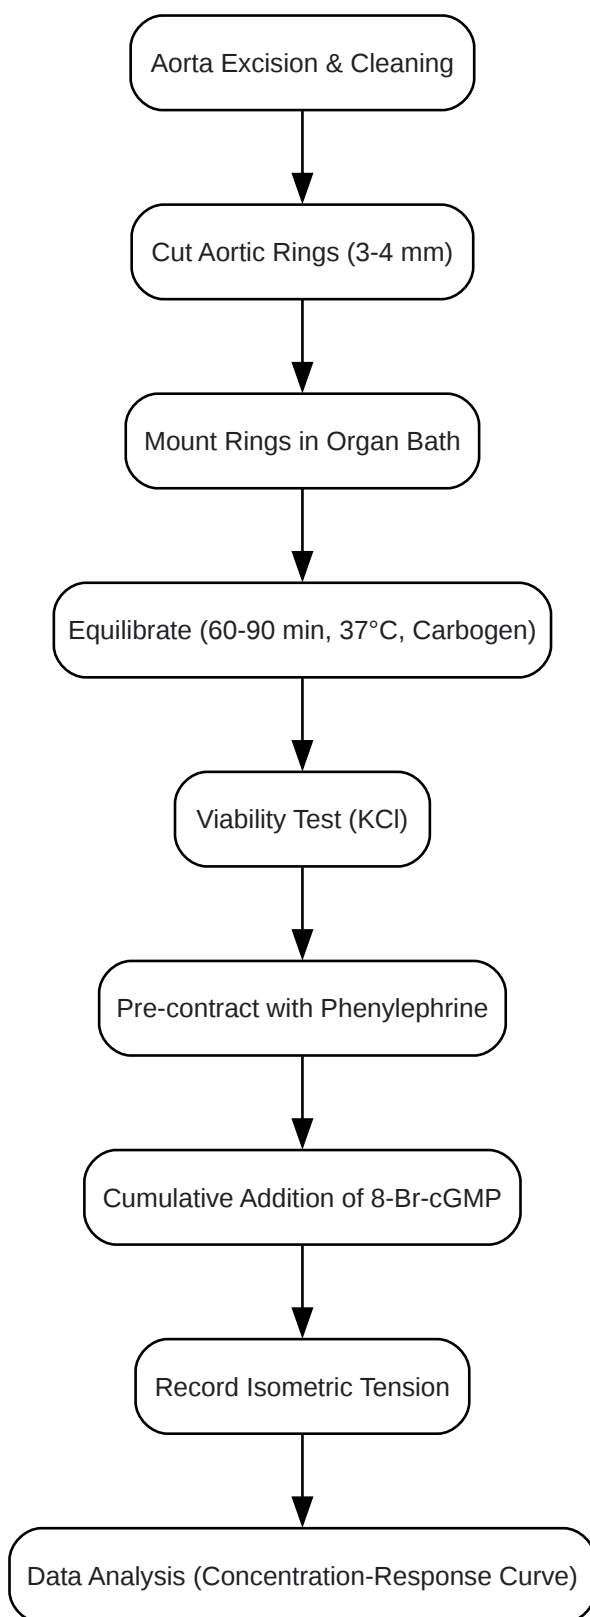 Aorta Excision & Cleaning
Cut Aortic Rings (3-4 mm)
Mount Rings in Organ Bath
Equilibrate (60-90 min, 37°C, Carbogen)
Viability Test (KCl)
Pre-contract with Phenylephrine
Cumulative Addition of 8-Br-cGMP
Record Isometric Tension
Data Analysis (Concentration-Response Curve)